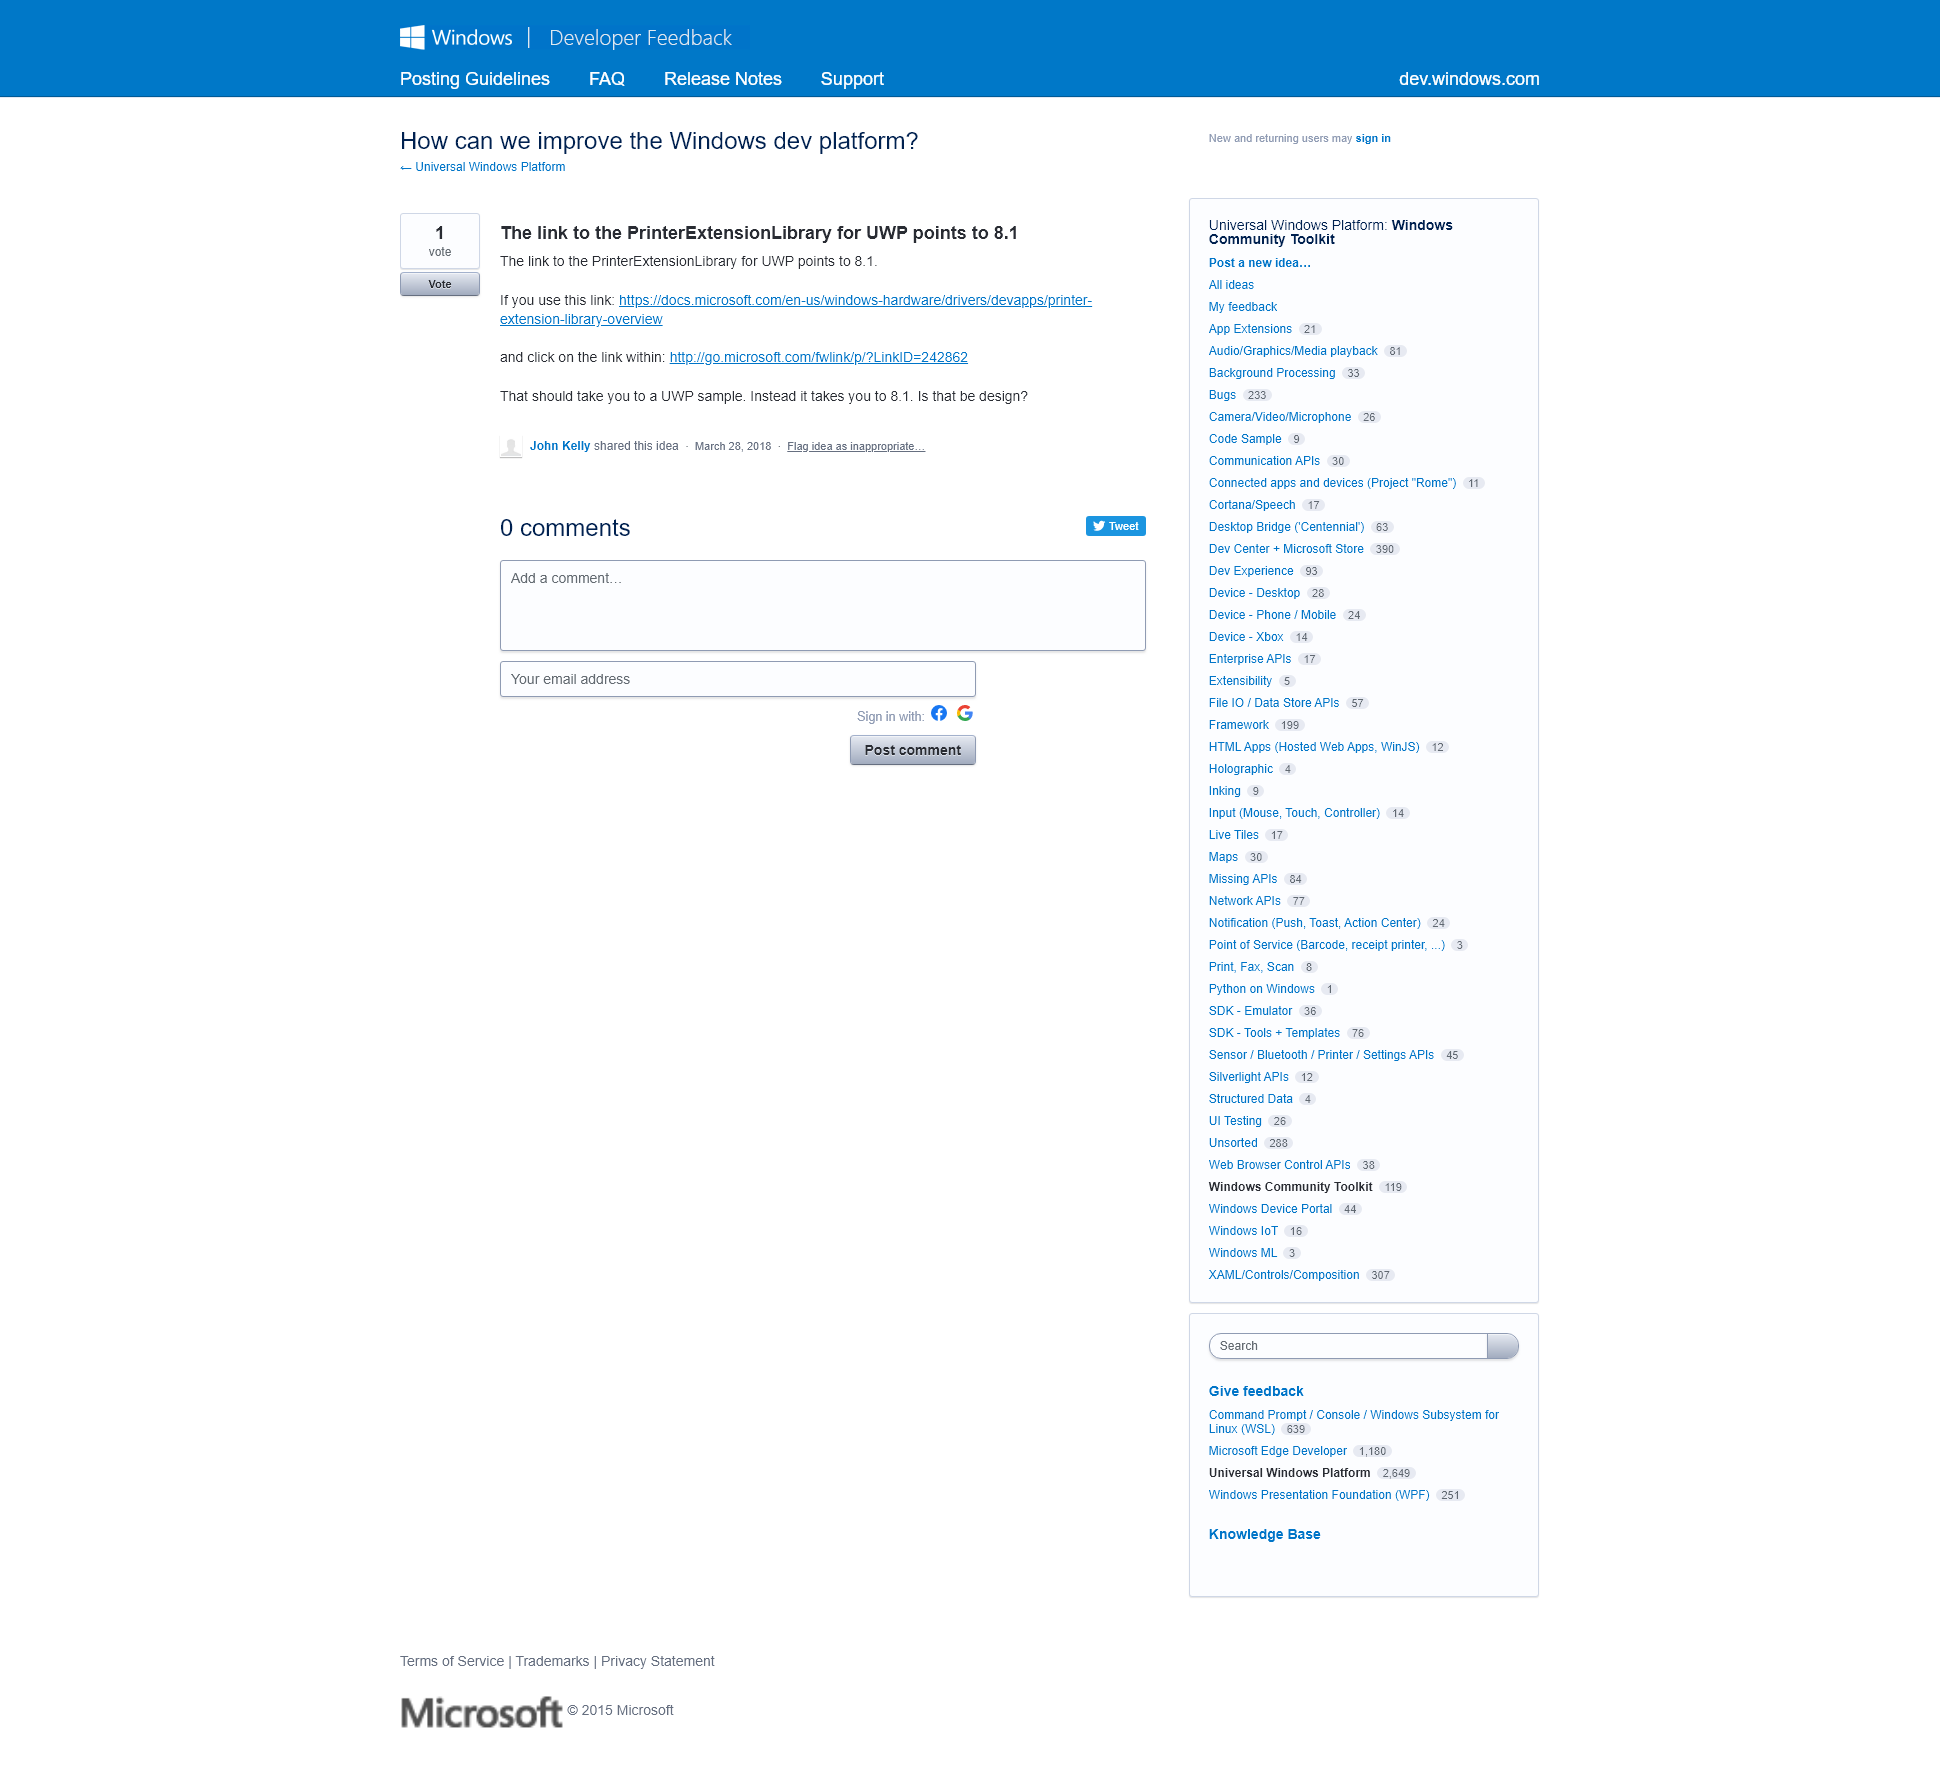 Windows | Developer Feedback
Posting Guidelines FAQ Release Notes Support dev.windows.com
How can we improve the Windows dev platform?
← Universal Windows Platform
New and returning users may sign in
1
vote
Vote
The link to the PrinterExtensionLibrary for UWP points to 8.1
The link to the PrinterExtensionLibrary for UWP points to 8.1.
If you use this link: https://docs.microsoft.com/en-us/windows-hardware/drivers/devapps/printer-
extension-library-overview
and click on the link within: http://go.microsoft.com/fwlink/p/?LinkID=242862
That should take you to a UWP sample. Instead it takes you to 8.1. Is that be design?
John Kelly shared this idea · March 28, 2018 · Flag idea as inappropriate…
0 comments
Tweet
Add a comment…
Your email address
Sign in with:
Post comment
Universal Windows Platform: Windows
Community Toolkit
Post a new idea…
All ideas
My feedback
App Extensions 21
Audio/Graphics/Media playback 81
Background Processing 33
Bugs 233
Camera/Video/Microphone 26
Code Sample 9
Communication APIs 30
Connected apps and devices (Project "Rome") 11
Cortana/Speech 17
Desktop Bridge ('Centennial') 63
Dev Center + Microsoft Store 390
Dev Experience 93
Device - Desktop 28
Device - Phone / Mobile 24
Device - Xbox 14
Enterprise APIs 17
Extensibility 5
File IO / Data Store APIs 57
Framework 199
HTML Apps (Hosted Web Apps, WinJS) 12
Holographic 4
Inking 9
Input (Mouse, Touch, Controller) 14
Live Tiles 17
Maps 30
Missing APIs 84
Network APIs 77
Notification (Push, Toast, Action Center) 24
Point of Service (Barcode, receipt printer, ...) 3
Print, Fax, Scan 8
Python on Windows 1
SDK - Emulator 36
SDK - Tools + Templates 76
Sensor / Bluetooth / Printer / Settings APIs 45
Silverlight APIs 12
Structured Data 4
UI Testing 26
Unsorted 288
Web Browser Control APIs 38
Windows Community Toolkit 119
Windows Device Portal 44
Windows IoT 16
Windows ML 3
XAML/Controls/Composition 307
Search
Give feedback
Command Prompt / Console / Windows Subsystem for
Linux (WSL) 639
Microsoft Edge Developer 1,180
Universal Windows Platform 2,649
Windows Presentation Foundation (WPF) 251
Knowledge Base
Terms of Service | Trademarks | Privacy Statement
Microsoft © 2015 Microsoft